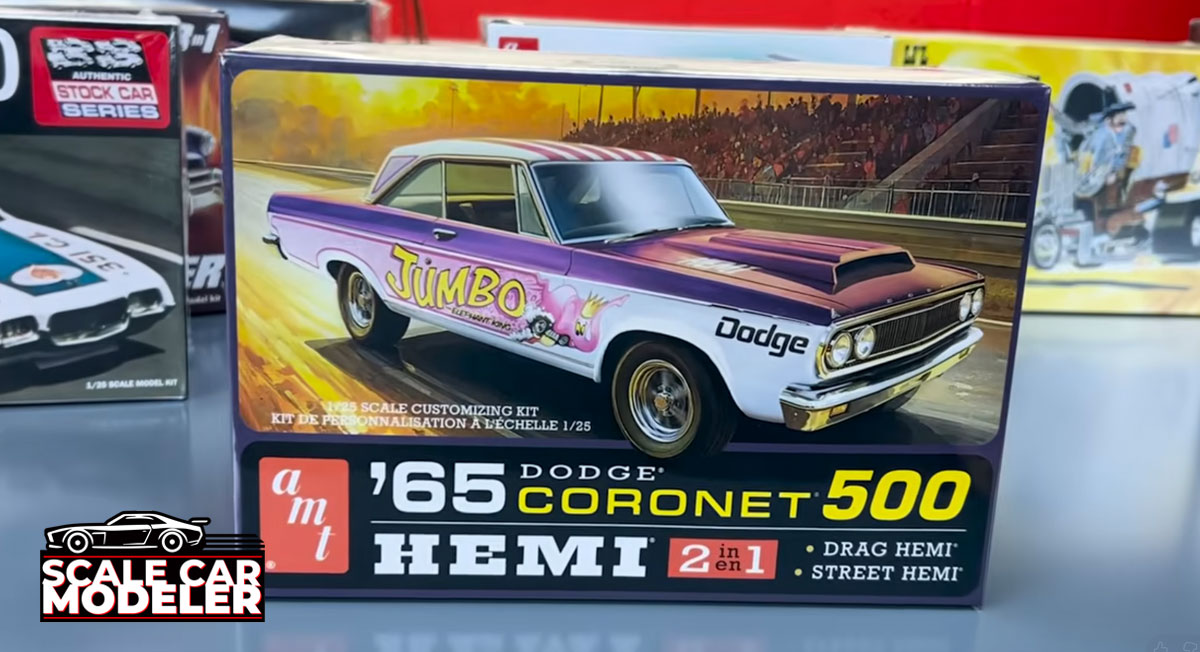 AUTHENTIC
STOCK CAR
SERIES
1/25 SCALE MODEL KIT
JUMBO
ELEPHANT KING
Dodge
1/25 SCALE CUSTOMIZING KIT
KIT DE PERSONNALISATION À L'ÉCHELLE 1/25
amt
'65 DODGE®
CORONET® 500
HEMI®
2 in en 1
• DRAG HEMI®
• STREET HEMI®
SCALE CAR
MODELER